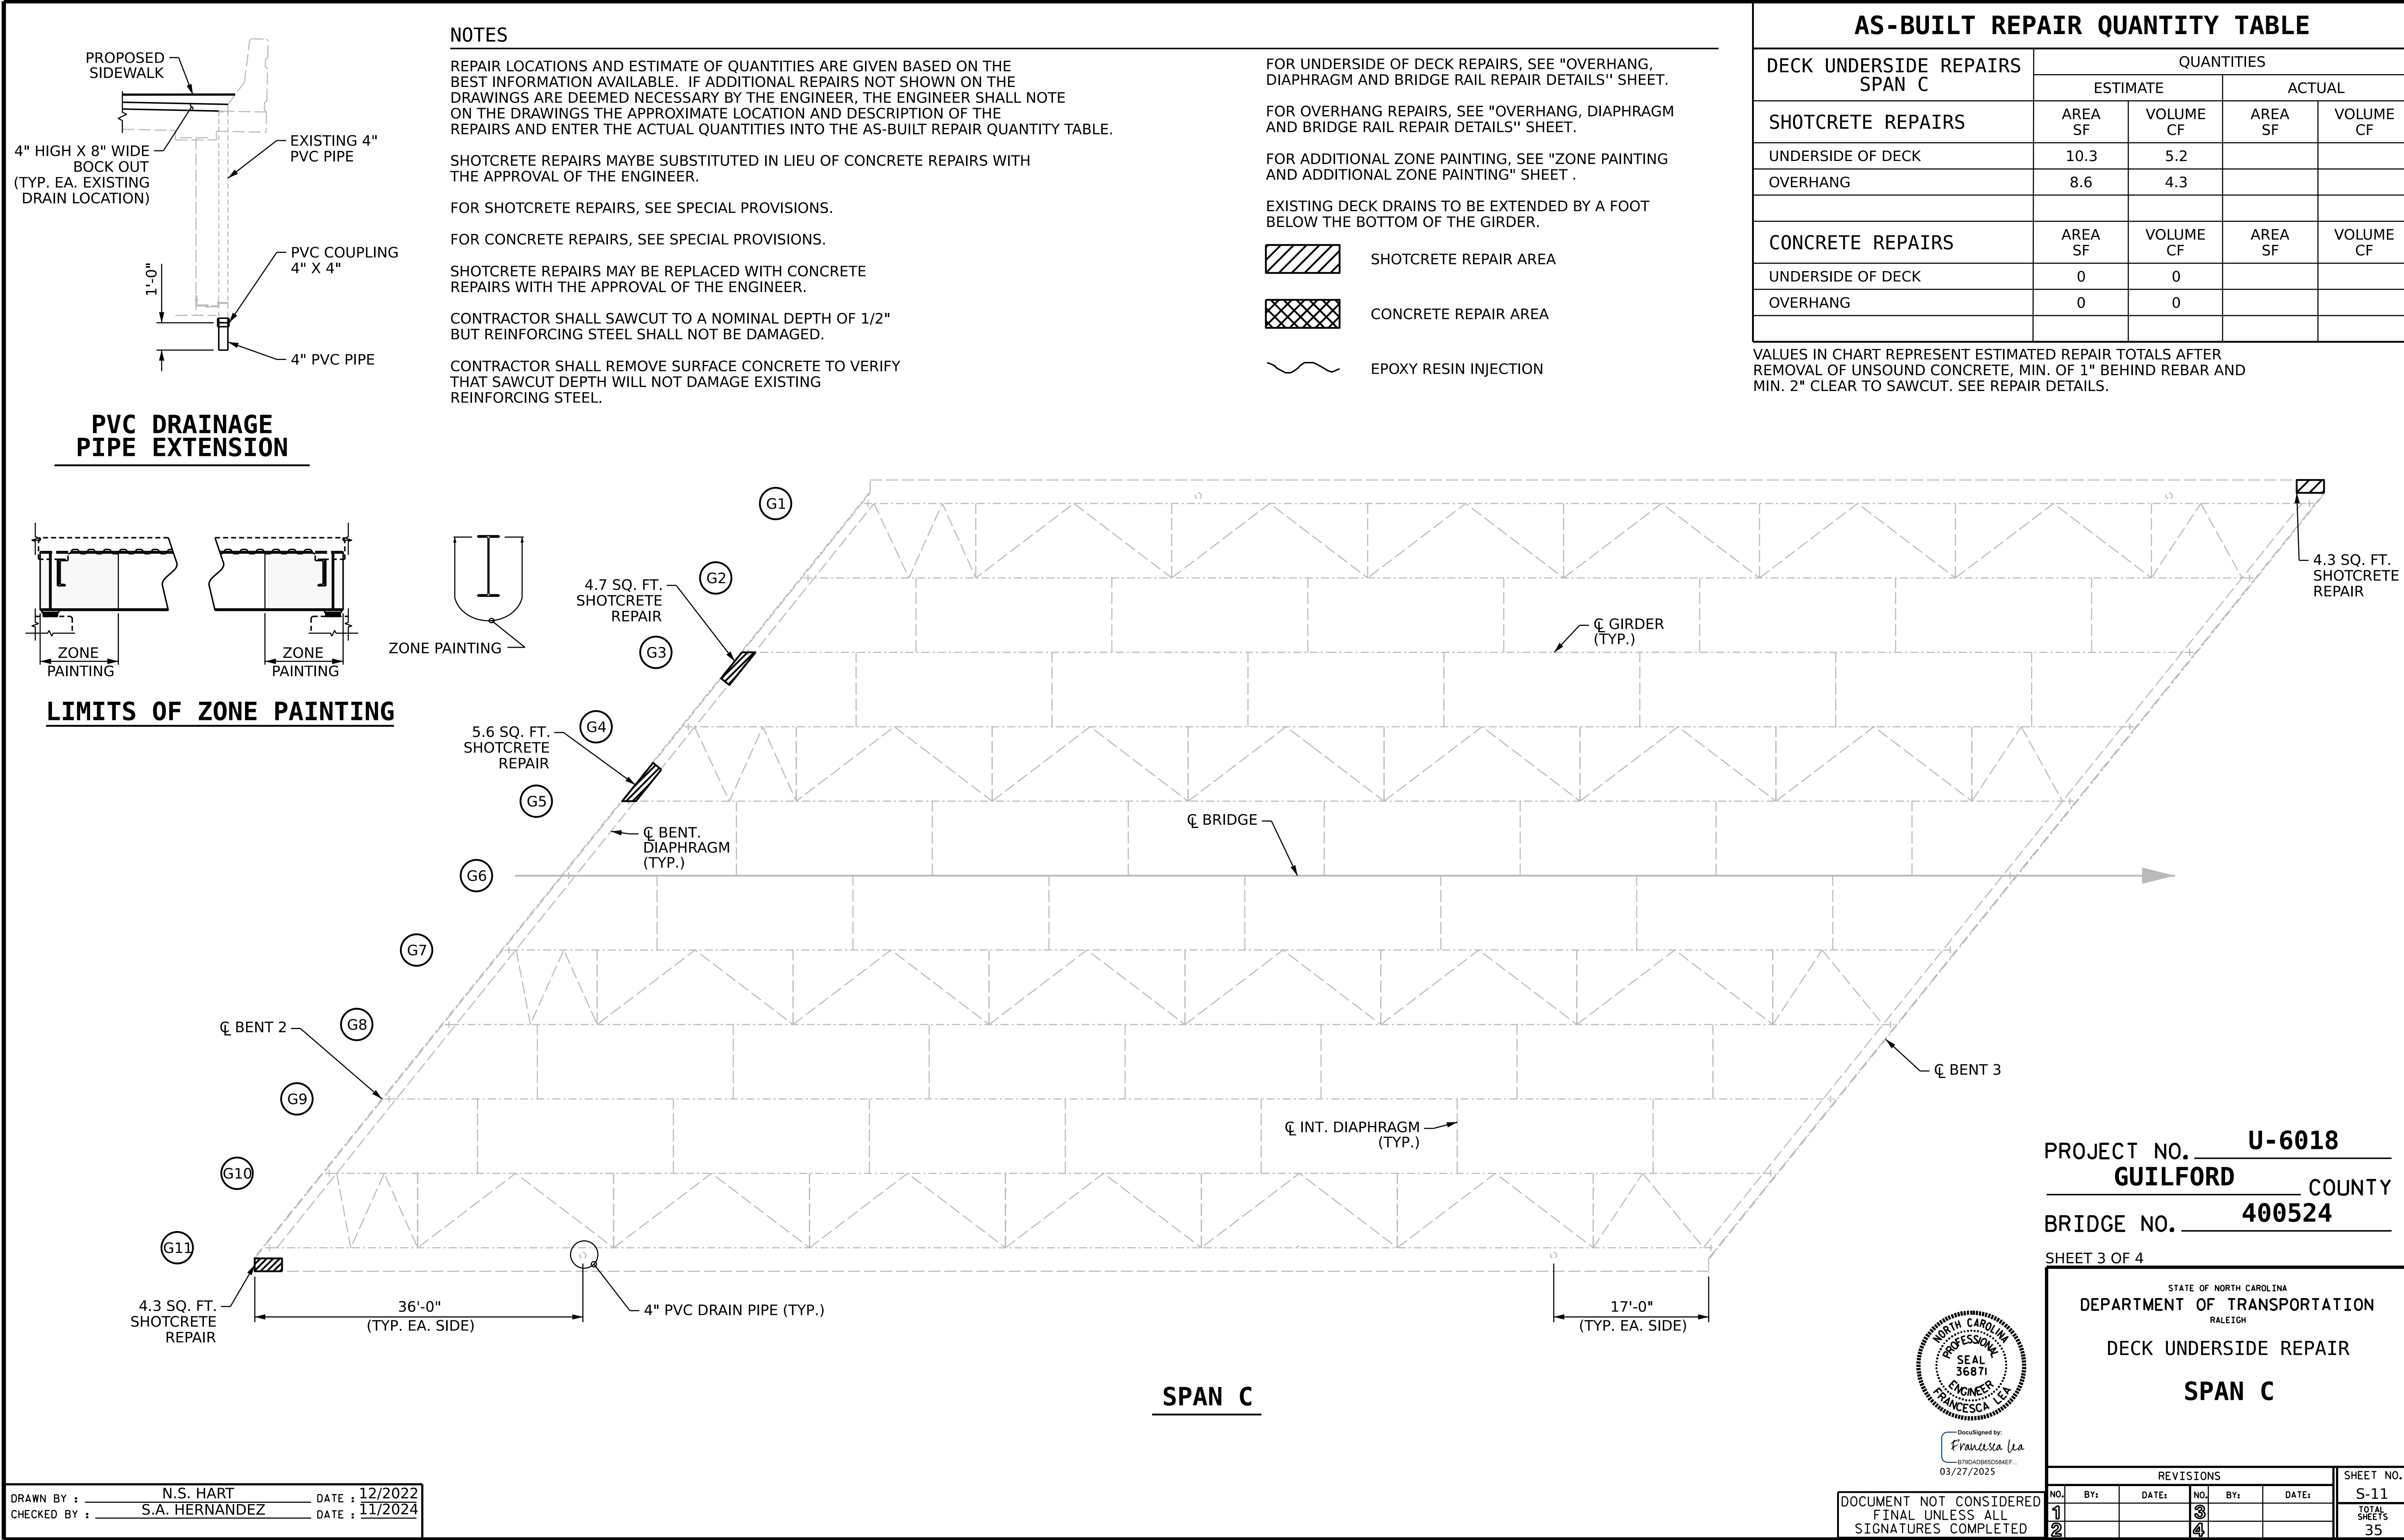 PROPOSED
SIDEWALK
4" HIGH X 8" WIDE
BOCK OUT
(TYP. EA. EXISTING
DRAIN LOCATION)
EXISTING 4"
PVC PIPE
PVC COUPLING
4" X 4"
1'-0"
4" PVC PIPE
PVC DRAINAGE
PIPE EXTENSION
NOTES
REPAIR LOCATIONS AND ESTIMATE OF QUANTITIES ARE GIVEN BASED ON THE
BEST INFORMATION AVAILABLE. IF ADDITIONAL REPAIRS NOT SHOWN ON THE
DRAWINGS ARE DEEMED NECESSARY BY THE ENGINEER, THE ENGINEER SHALL NOTE
ON THE DRAWINGS THE APPROXIMATE LOCATION AND DESCRIPTION OF THE
REPAIRS AND ENTER THE ACTUAL QUANTITIES INTO THE AS-BUILT REPAIR QUANTITY TABLE.
SHOTCRETE REPAIRS MAYBE SUBSTITUTED IN LIEU OF CONCRETE REPAIRS WITH
THE APPROVAL OF THE ENGINEER.
FOR SHOTCRETE REPAIRS, SEE SPECIAL PROVISIONS.
FOR CONCRETE REPAIRS, SEE SPECIAL PROVISIONS.
SHOTCRETE REPAIRS MAY BE REPLACED WITH CONCRETE
REPAIRS WITH THE APPROVAL OF THE ENGINEER.
CONTRACTOR SHALL SAWCUT TO A NOMINAL DEPTH OF 1/2"
BUT REINFORCING STEEL SHALL NOT BE DAMAGED.
CONTRACTOR SHALL REMOVE SURFACE CONCRETE TO VERIFY
THAT SAWCUT DEPTH WILL NOT DAMAGE EXISTING
REINFORCING STEEL.
FOR UNDERSIDE OF DECK REPAIRS, SEE "OVERHANG,
DIAPHRAGM AND BRIDGE RAIL REPAIR DETAILS'' SHEET.
FOR OVERHANG REPAIRS, SEE "OVERHANG, DIAPHRAGM
AND BRIDGE RAIL REPAIR DETAILS'' SHEET.
FOR ADDITIONAL ZONE PAINTING, SEE "ZONE PAINTING
AND ADDITIONAL ZONE PAINTING" SHEET .
EXISTING DECK DRAINS TO BE EXTENDED BY A FOOT
BELOW THE BOTTOM OF THE GIRDER.
SHOTCRETE REPAIR AREA
CONCRETE REPAIR AREA
EPOXY RESIN INJECTION
AS-BUILT REPAIR QUANTITY TABLE
DECK UNDERSIDE REPAIRS
SPAN C
QUANTITIES
ESTIMATE ACTUAL
SHOTCRETE REPAIRS
AREA VOLUME AREA VOLUME
SF CF SF CF
UNDERSIDE OF DECK 10.3 5.2
OVERHANG 8.6 4.3
CONCRETE REPAIRS
AREA VOLUME AREA VOLUME
SF CF SF CF
UNDERSIDE OF DECK 0 0
OVERHANG 0 0
VALUES IN CHART REPRESENT ESTIMATED REPAIR TOTALS AFTER
REMOVAL OF UNSOUND CONCRETE, MIN. OF 1" BEHIND REBAR AND
MIN. 2" CLEAR TO SAWCUT. SEE REPAIR DETAILS.
ZONE
PAINTING
ZONE
PAINTING
ZONE PAINTING
LIMITS OF ZONE PAINTING
G1
G2
G3
G4
G5
G6
G7
G8
G9
G10
G11
4.7 SQ. FT.
SHOTCRETE
REPAIR
5.6 SQ. FT.
SHOTCRETE
REPAIR
4.3 SQ. FT.
SHOTCRETE
REPAIR
℄ GIRDER
(TYP.)
℄ BENT.
DIAPHRAGM
(TYP.)
℄ BRIDGE
℄ BENT 2
℄ BENT 3
℄ INT. DIAPHRAGM
(TYP.)
4.3 SQ. FT.
SHOTCRETE
REPAIR
36'-0"
(TYP. EA. SIDE)
4" PVC DRAIN PIPE (TYP.)
17'-0"
(TYP. EA. SIDE)
SPAN C
PROJECT NO. U-6018
GUILFORD COUNTY
BRIDGE NO. 400524
SHEET 3 OF 4
STATE OF NORTH CAROLINA
DEPARTMENT OF TRANSPORTATION
RALEIGH
DECK UNDERSIDE REPAIR
SPAN C
NORTH CAROLINA
PROFESSIONAL
SEAL
36871
ENGINEER
FRANCESCA LEA
DocuSigned by:
Francesca Lea
B79DADB65D584EF...
03/27/2025
DOCUMENT NOT CONSIDERED
FINAL UNLESS ALL
SIGNATURES COMPLETED
REVISIONS
NO. BY: DATE: NO. BY: DATE:
1 3
2 4
SHEET NO.
S-11
TOTAL
SHEETS
35
DRAWN BY : N.S. HART DATE : 12/2022
CHECKED BY : S.A. HERNANDEZ DATE : 11/2024